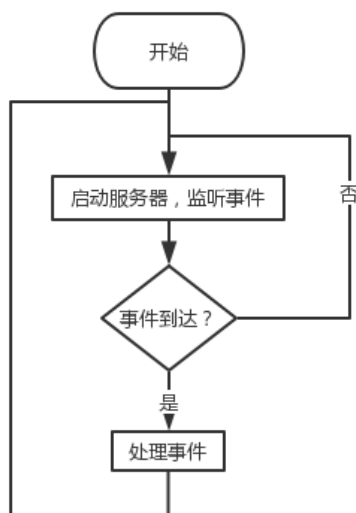 开始
启动服务器，监听事件
否
事件到达？
是
处理事件